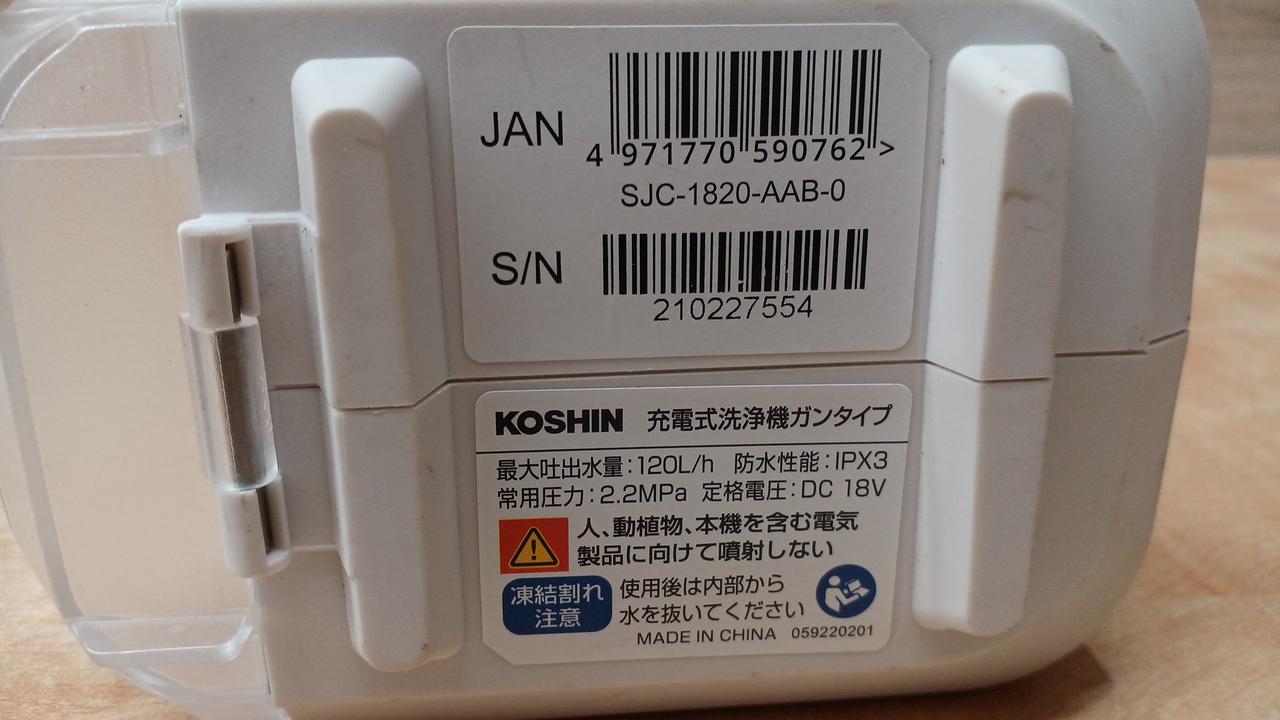 JAN
4 971770 590762 >
SJC-1820-AAB-0
S/N
210227554
KOSHIN 充電式洗浄機ガンタイプ
最大吐出水量:120L/h 防水性能:IPX3
常用圧力:2.2MPa 定格電圧:DC 18V
人、動植物、本機を含む電気
製品に向けて噴射しない
凍結割れ
注意
使用後は内部から
水を抜いてください
MADE IN CHINA 059220201